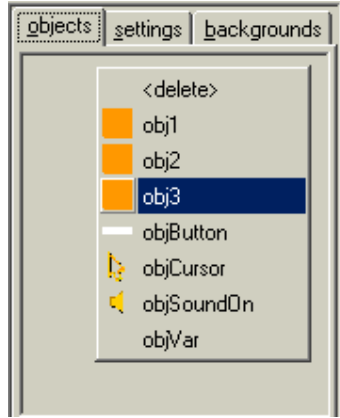 objects settings backgrounds
<delete>
obj1
obj2
obj3
objButton
objCursor
objSoundOn
objVar